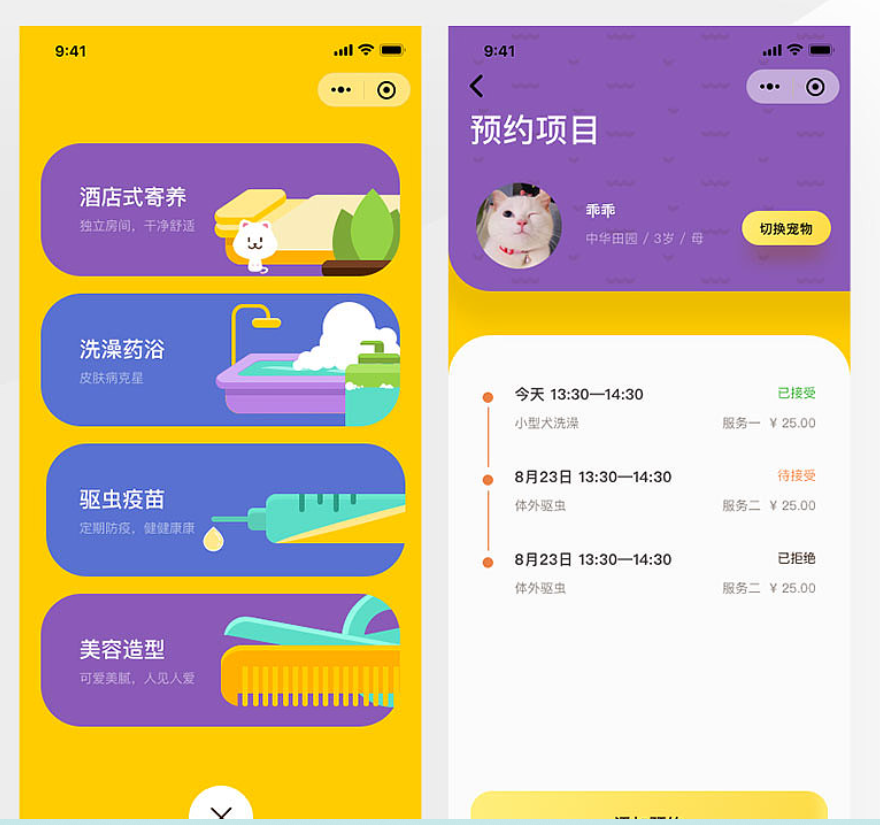 9:41
酒店式寄养
独立房间，干净舒适
洗澡药浴
皮肤病克星
驱虫疫苗
定期防疫，健健康康
美容造型
可爱美腻，人见人爱
9:41
预约项目
乖乖
中华田园 / 3岁 / 母
切换宠物
今天 13:30—14:30 已接受
小型犬洗澡 服务一 ¥ 25.00
8月23日 13:30—14:30 待接受
体外驱虫 服务二 ¥ 25.00
8月23日 13:30—14:30 已拒绝
体外驱虫 服务二 ¥ 25.00